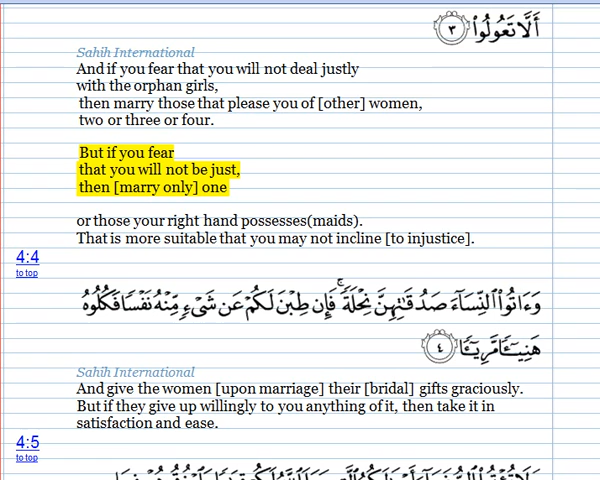 أَلَّا تَعُولُوا۟ ٣
Sahih International
And if you fear that you will not deal justly
with the orphan girls,
then marry those that please you of [other] women,
two or three or four.
But if you fear
that you will not be just,
then [marry only] one
or those your right hand possesses(maids).
That is more suitable that you may not incline [to injustice].
4:4
to top
وَءَاتُوا۟ ٱلنِّسَآءَ صَدُقَـٰتِهِنَّ نِحْلَةً ۚ فَإِن طِبْنَ لَكُمْ عَن شَىْءٍ مِّنْهُ نَفْسًا فَكُلُوهُ
هَنِيٓـًٔا مَّرِيٓـًٔا ٤
Sahih International
And give the women [upon marriage] their [bridal] gifts graciously.
But if they give up willingly to you anything of it, then take it in
satisfaction and ease.
4:5
to top